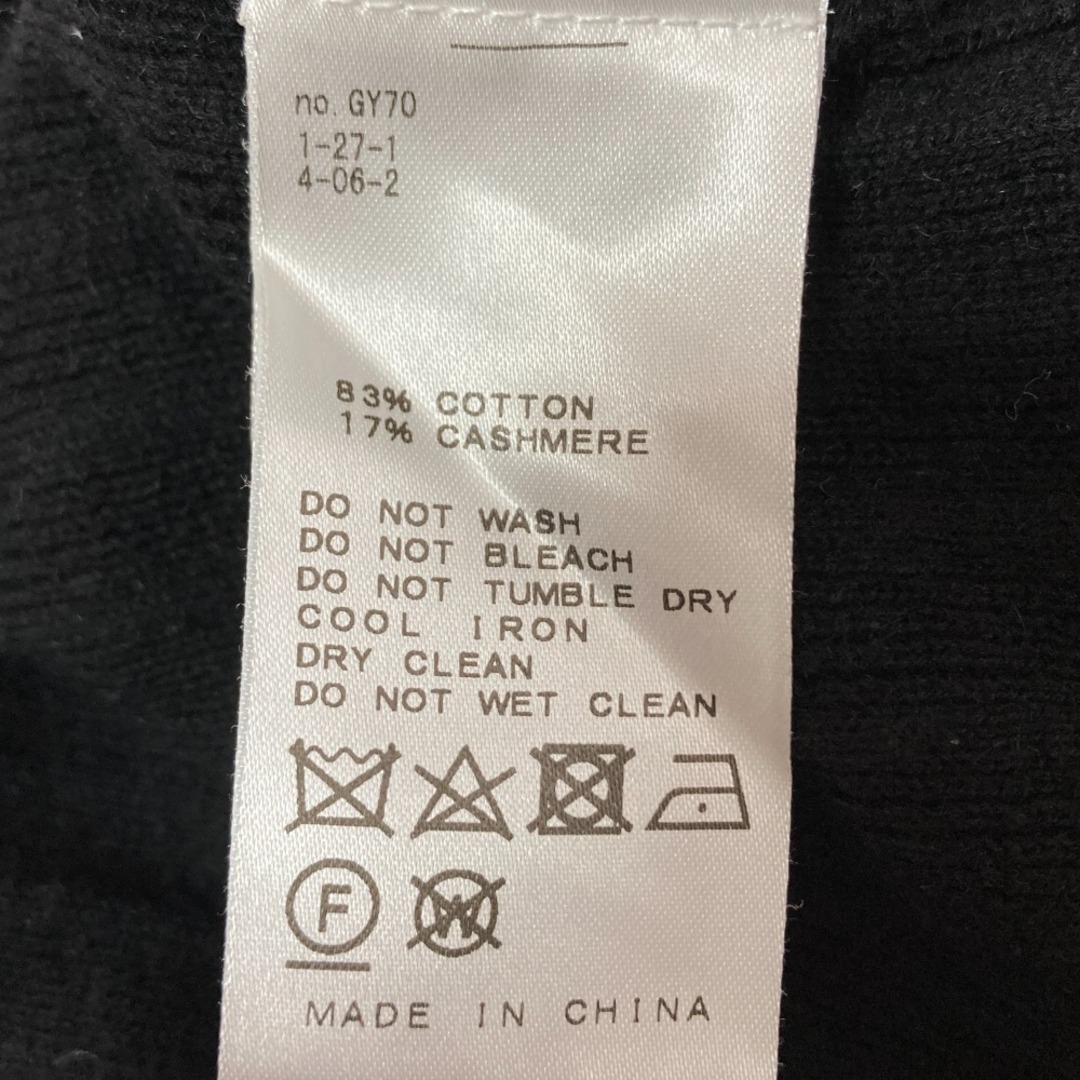 no. GY70
1-27-1
4-06-2
83% COTTON
17% CASHMERE
DO NOT WASH
DO NOT BLEACH
DO NOT TUMBLE DRY
COOL IRON
DRY CLEAN
DO NOT WET CLEAN
F W
MADE IN CHINA